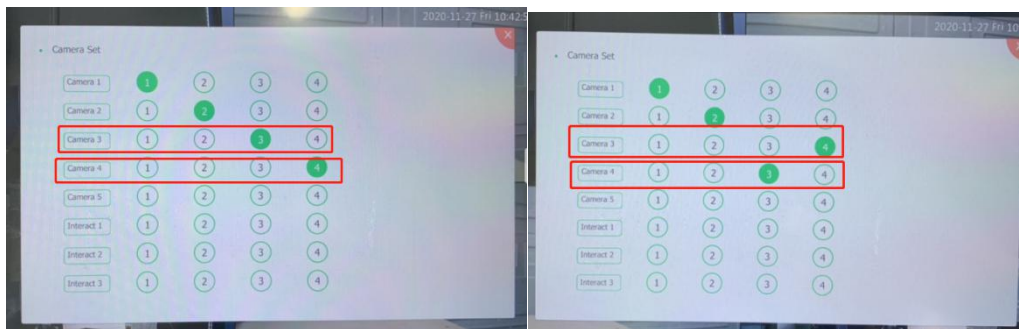 2020-11-27 Fri 10:42:5
Camera Set
Camera 1 1 2 3 4
Camera 2 1 2 3 4
Camera 3 1 2 3 4
Camera 4 1 2 3 4
Camera 5 1 2 3 4
Interact 1 1 2 3 4
Interact 2 1 2 3 4
Interact 3 1 2 3 4
2020-11-27 Fri 10
Camera Set
Camera 1 1 2 3 4
Camera 2 1 2 3 4
Camera 3 1 2 3 4
Camera 4 1 2 3 4
Camera 5 1 2 3 4
Interact 1 1 2 3 4
Interact 2 1 2 3 4
Interact 3 1 2 3 4